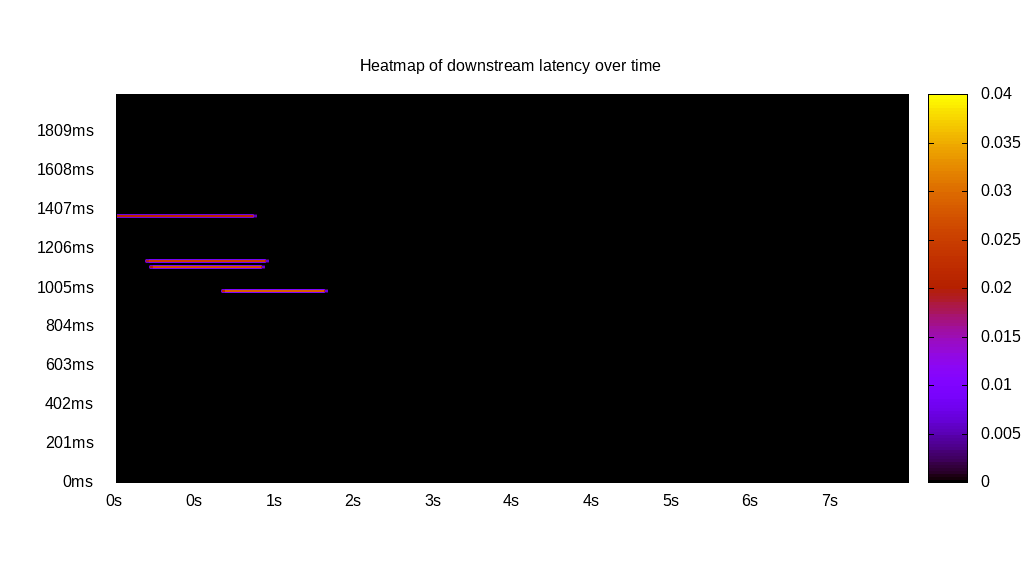 Heatmap of downstream latency over time
1809ms
1608ms
1407ms
1206ms
1005ms
804ms
603ms
402ms
201ms
0ms
0s 0s 1s 2s 3s 4s 4s 5s 6s 7s
0.04
0.035
0.03
0.025
0.02
0.015
0.01
0.005
0